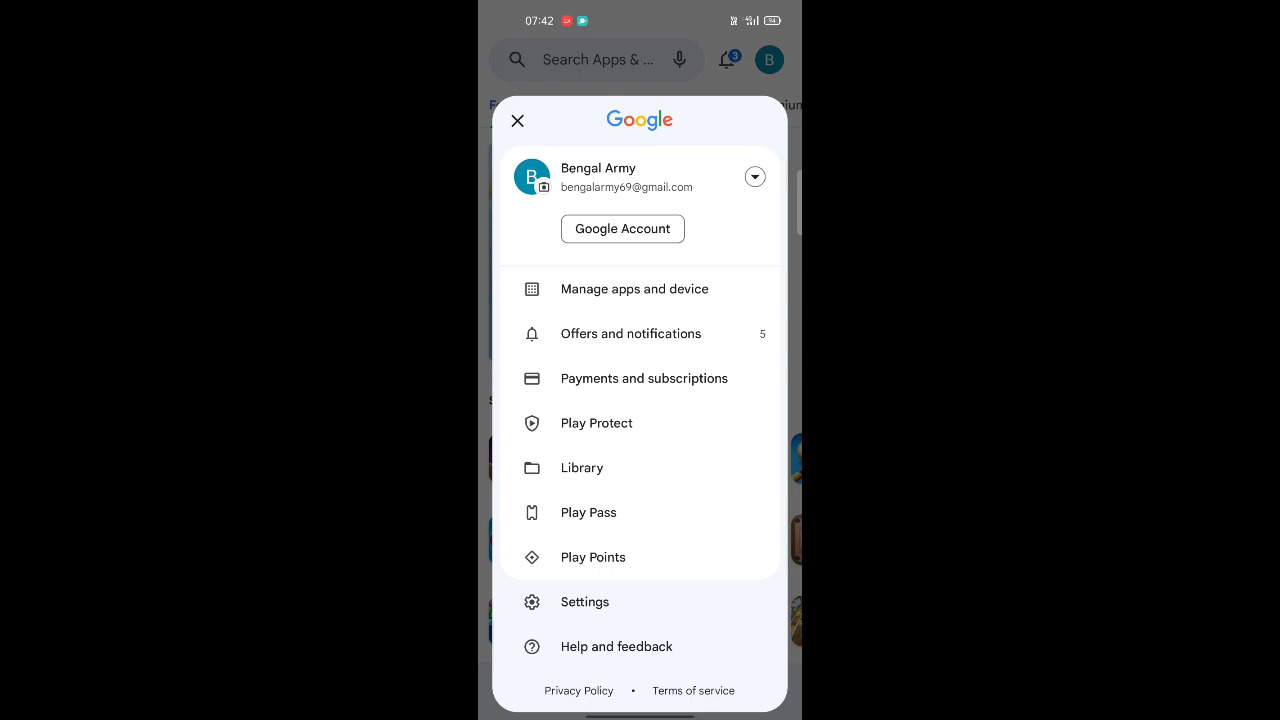 07:42
94
Search Apps & ...
3
B
Google
B
Bengal Army
bengalarmy69@gmail.com
Google Account
Manage apps and device
Offers and notifications 5
Payments and subscriptions
Play Protect
Library
Play Pass
Play Points
Settings
Help and feedback
Privacy Policy • Terms of service